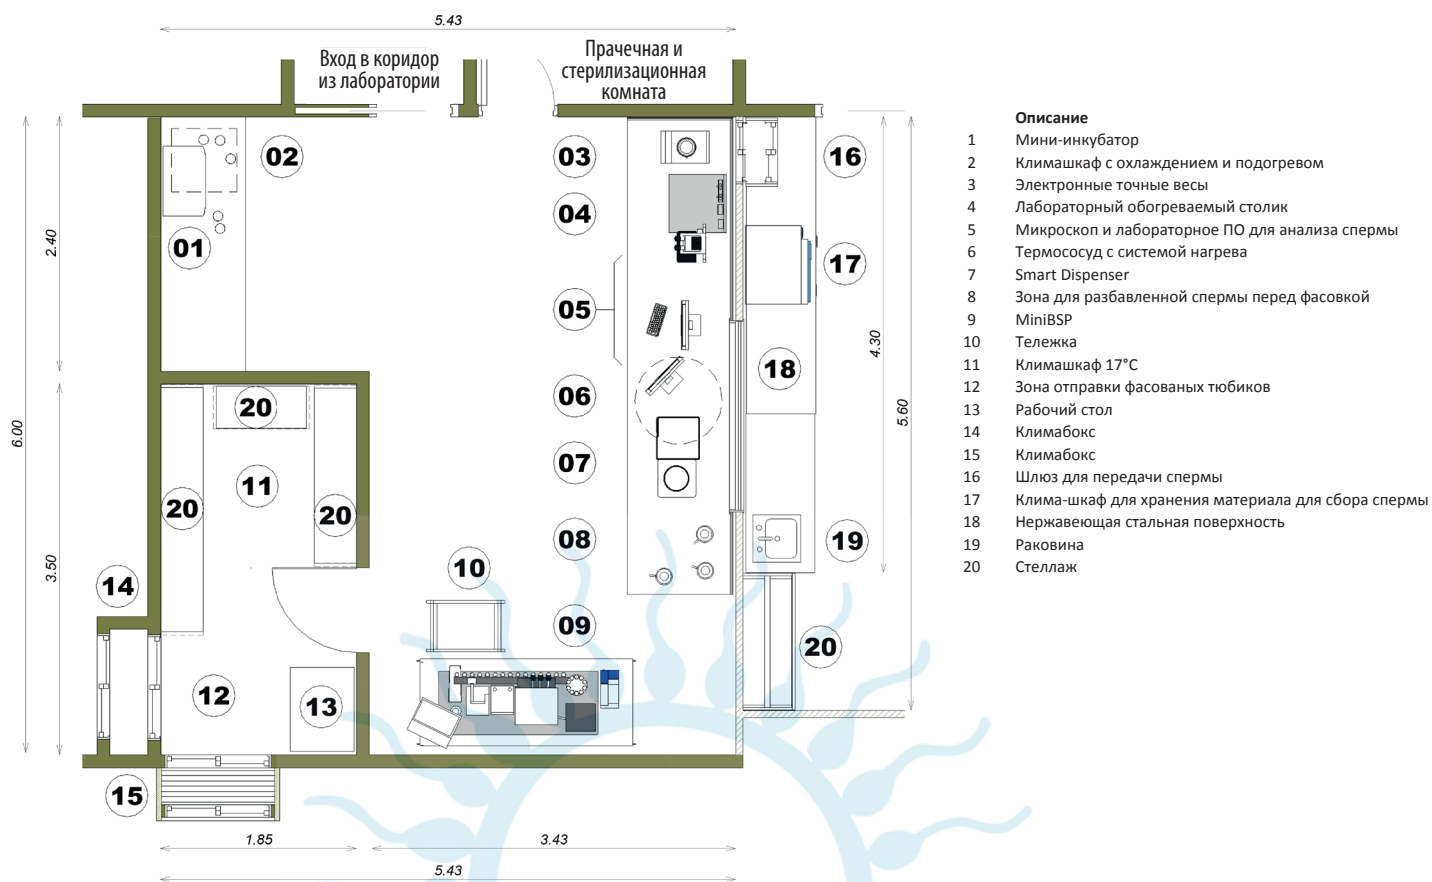 5.43
Вход в коридор
из лаборатории
Прачечная и
стерилизационная
комната
02
03
16
04
01
2.40
17
05
4.30
18
06
20
5.60
6.00
07
11
20
20
08
19
3.50
10
14
09
20
12
13
15
1.85
3.43
5.43
Описание
1 Мини-инкубатор
2 Климашкаф с охлаждением и подогревом
3 Электронные точные весы
4 Лабораторный обогреваемый столик
5 Микроскоп и лабораторное ПО для анализа спермы
6 Термососуд с системой нагрева
7 Smart Dispenser
8 Зона для разбавленной спермы перед фасовкой
9 MiniBSP
10 Тележка
11 Климашкаф 17°C
12 Зона отправки фасованых тюбиков
13 Рабочий стол
14 Климабокс
15 Климабокс
16 Шлюз для передачи спермы
17 Клима-шкаф для хранения материала для сбора спермы
18 Нержавеющая стальная поверхность
19 Раковина
20 Стеллаж